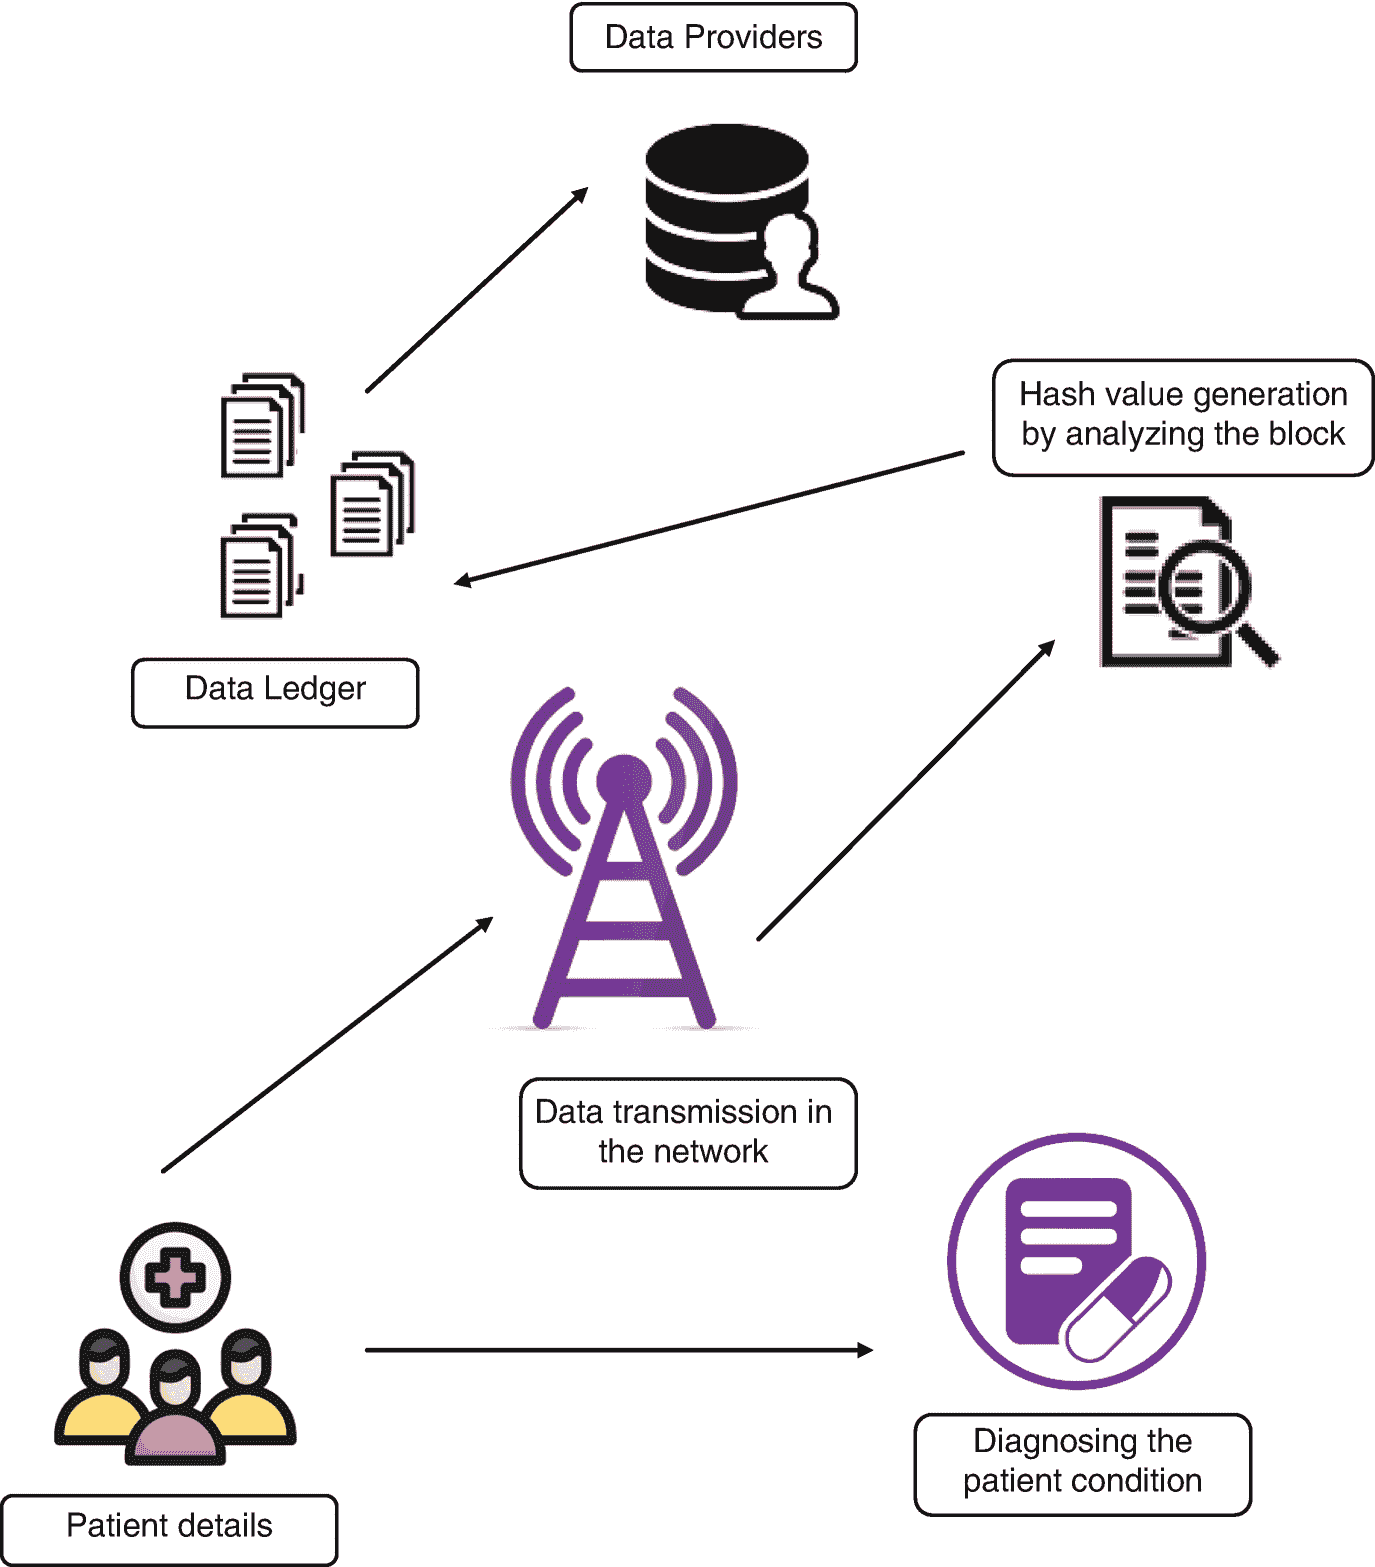 Data Providers
Hash value generation
by analyzing the block
Data Ledger
Data transmission in
the network
Diagnosing the
patient condition
Patient details